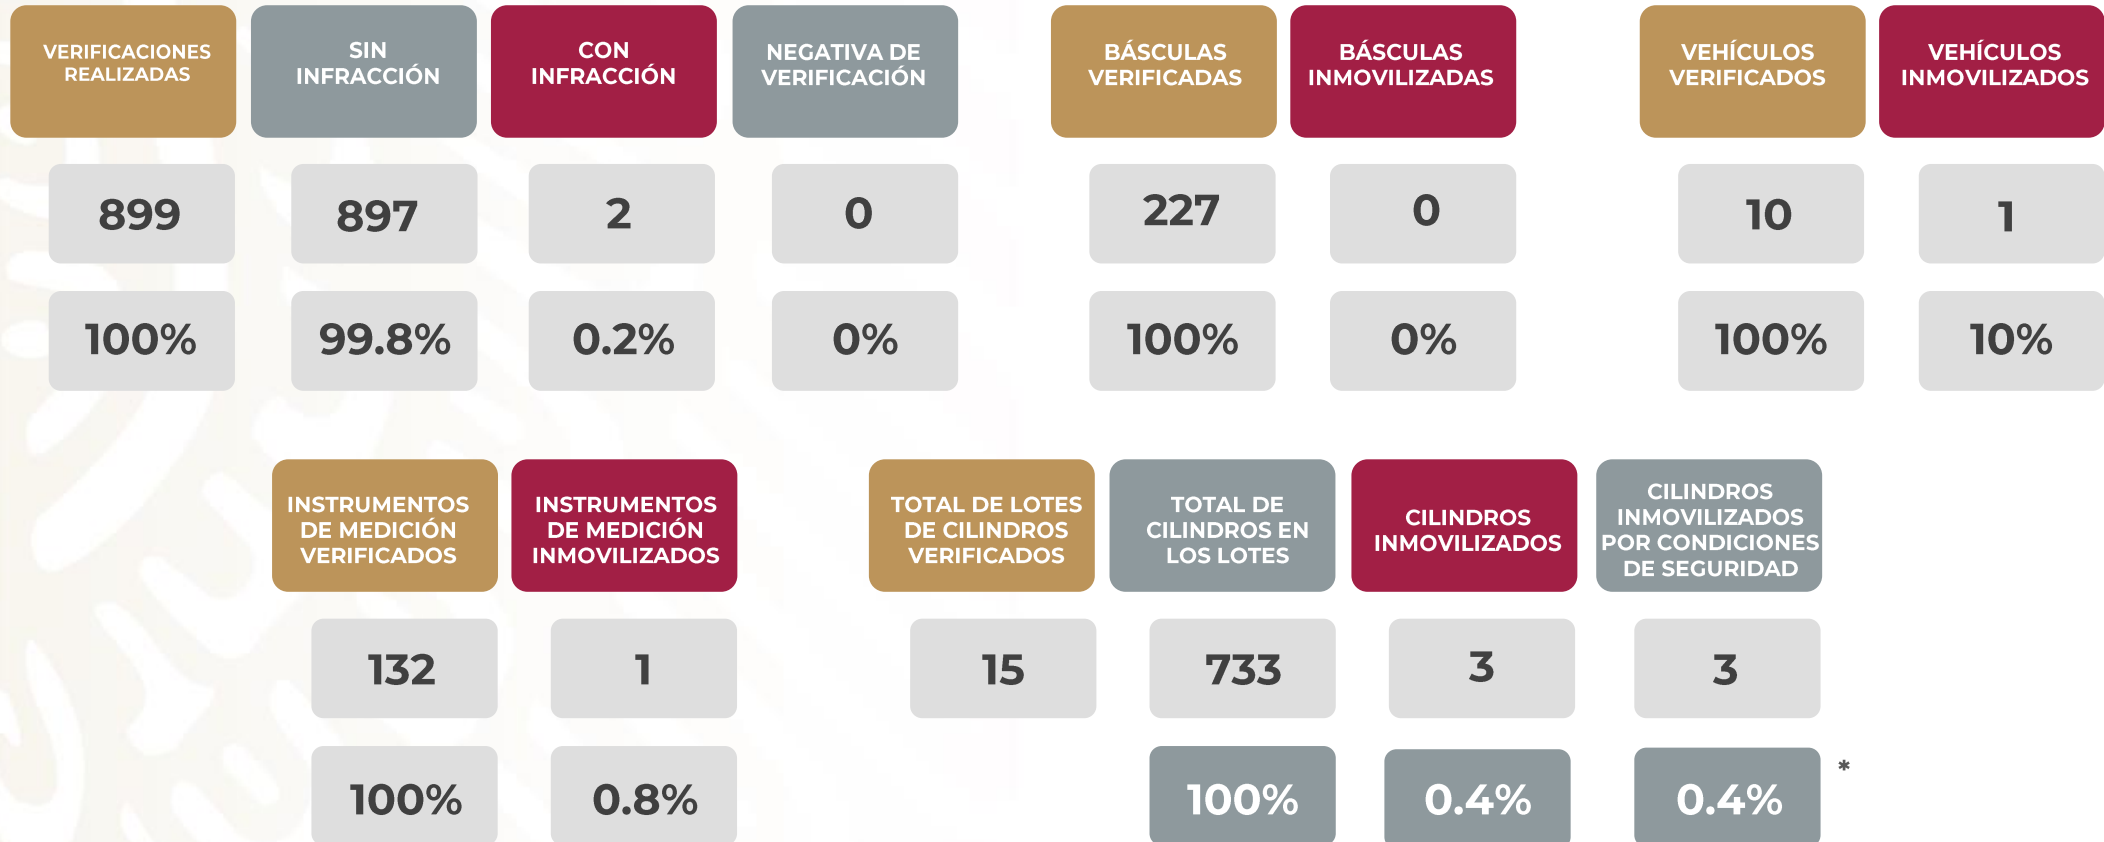 VERIFICACIONES
REALIZADAS
SIN
INFRACCIÓN
CON
INFRACCIÓN
NEGATIVA DE
VERIFICACIÓN
BÁSCULAS
VERIFICADAS
BÁSCULAS
INMOVILIZADAS
VEHÍCULOS
VERIFICADOS
VEHÍCULOS
INMOVILIZADOS
899
897
2
0
227
0
10
1
100%
99.8%
0.2%
0%
100%
0%
100%
10%
INSTRUMENTOS
DE MEDICIÓN
VERIFICADOS
INSTRUMENTOS
DE MEDICIÓN
INMOVILIZADOS
TOTAL DE LOTES
DE CILINDROS
VERIFICADOS
TOTAL DE
CILINDROS EN
LOS LOTES
CILINDROS
INMOVILIZADOS
CILINDROS
INMOVILIZADOS
POR CONDICIONES
DE SEGURIDAD
132
1
15
733
3
3
100%
0.8%
100%
0.4%
0.4%
*